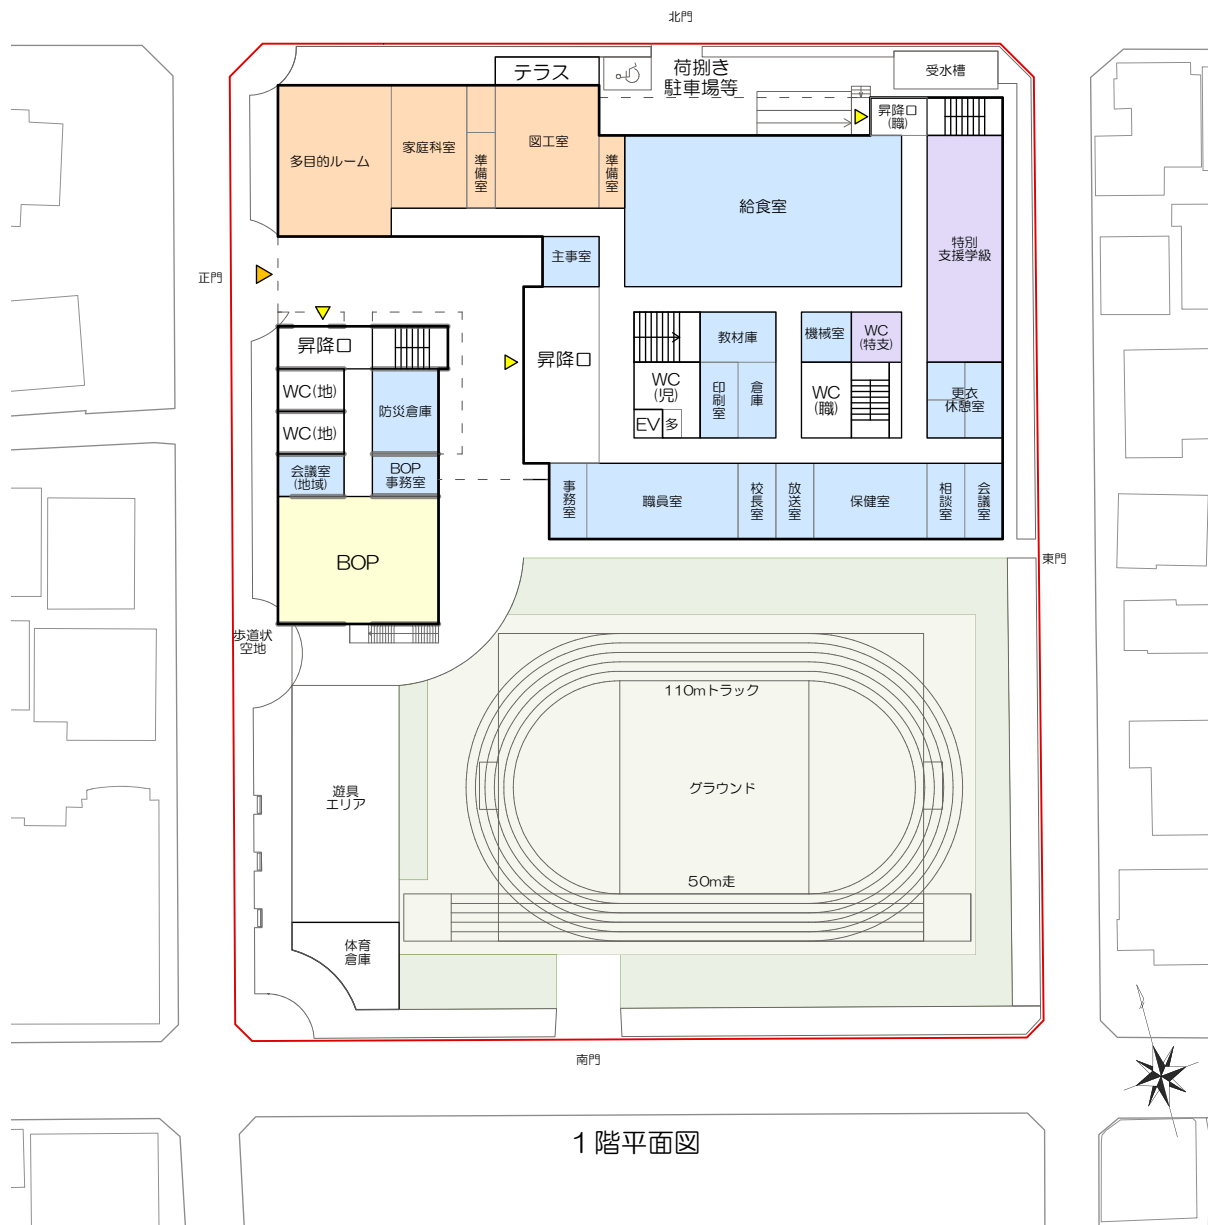 北門
テラス
荷捌き
駐車場等
受水槽
昇降口
(職)
多目的ルーム
家庭科室
準備室
図工室
準備室
給食室
特別
支援学級
主事室
正門
昇降口
昇降口
教材庫
機械室
WC
(特支)
WC
(児)
印刷室
倉庫
WC
(職)
更衣
休憩室
EV
多
WC(地)
防災倉庫
WC(地)
会議室
(地域)
BOP
事務室
事務室
職員室
校長室
放送室
保健室
相談室
会議室
BOP
東門
歩道状
空地
110mトラック
遊具
エリア
グラウンド
50m走
体育
倉庫
南門
1階平面図